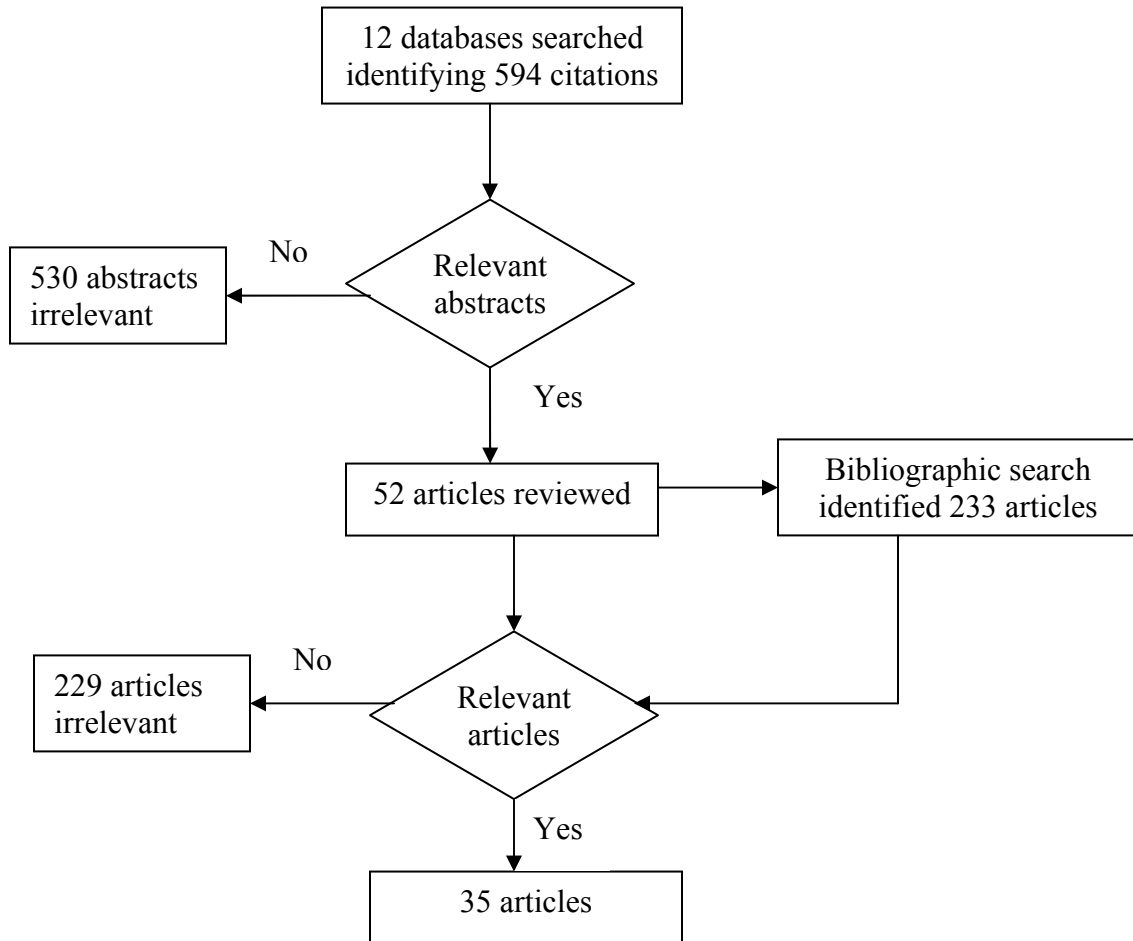 12 databases searched
identifying 594 citations
No
Relevant
abstracts
530 abstracts
irrelevant
Yes
52 articles reviewed
Bibliographic search
identified 233 articles
No
229 articles
irrelevant
Relevant
articles
Yes
35 articles